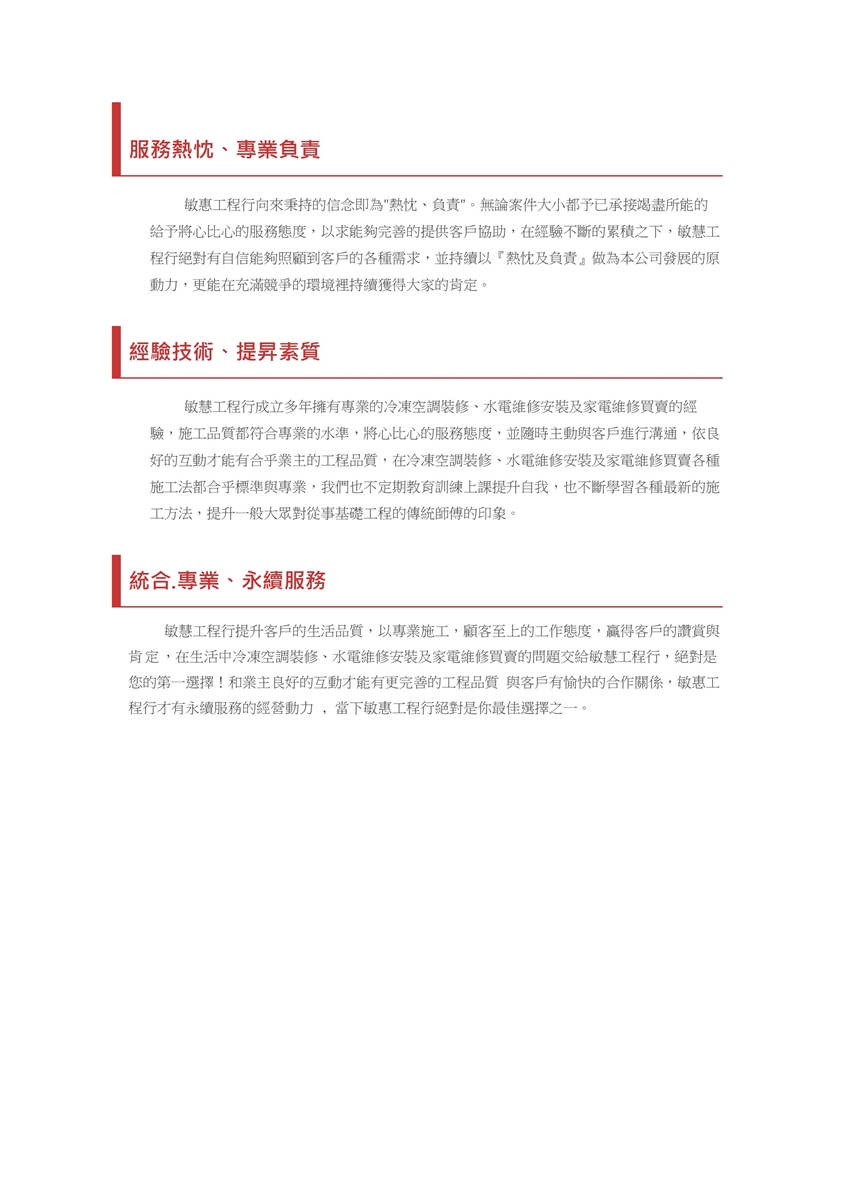 服務熱忱、專業負責
敏惠工程行向來秉持的信念即為"熱忱、負責"。無論案件大小都予已承接竭盡所能的
給予將心比心的服務態度，以求能夠完善的提供客戶協助，在經驗不斷的累積之下，敏慧工
程行絕對有自信能夠照顧到客戶的各種需求，並持續以『熱忱及負責』做為本公司發展的原
動力，更能在充滿競爭的環境裡持續獲得大家的肯定。
經驗技術、提昇素質
敏慧工程行成立多年擁有專業的冷凍空調裝修、水電維修安裝及家電維修買賣的經
驗，施工品質都符合專業的水準，將心比心的服務態度，並隨時主動與客戶進行溝通，依良
好的互動才能有合乎業主的工程品質，在冷凍空調裝修、水電維修安裝及家電維修買賣各種
施工法都合乎標準與專業，我們也不定期教育訓練上課提升自我，也不斷學習各種最新的施
工方法，提升一般大眾對從事基礎工程的傳統師傅的印象。
統合.專業、永續服務
敏慧工程行提升客戶的生活品質，以專業施工，顧客至上的工作態度，贏得客戶的讚賞與
肯定，在生活中冷凍空調裝修、水電維修安裝及家電維修買賣的問題交給敏慧工程行，絕對是
您的第一選擇！和業主良好的互動才能有更完善的工程品質 與客戶有愉快的合作關係，敏惠工
程行才有永續服務的經營動力 , 當下敏惠工程行絕對是你最佳選擇之一。